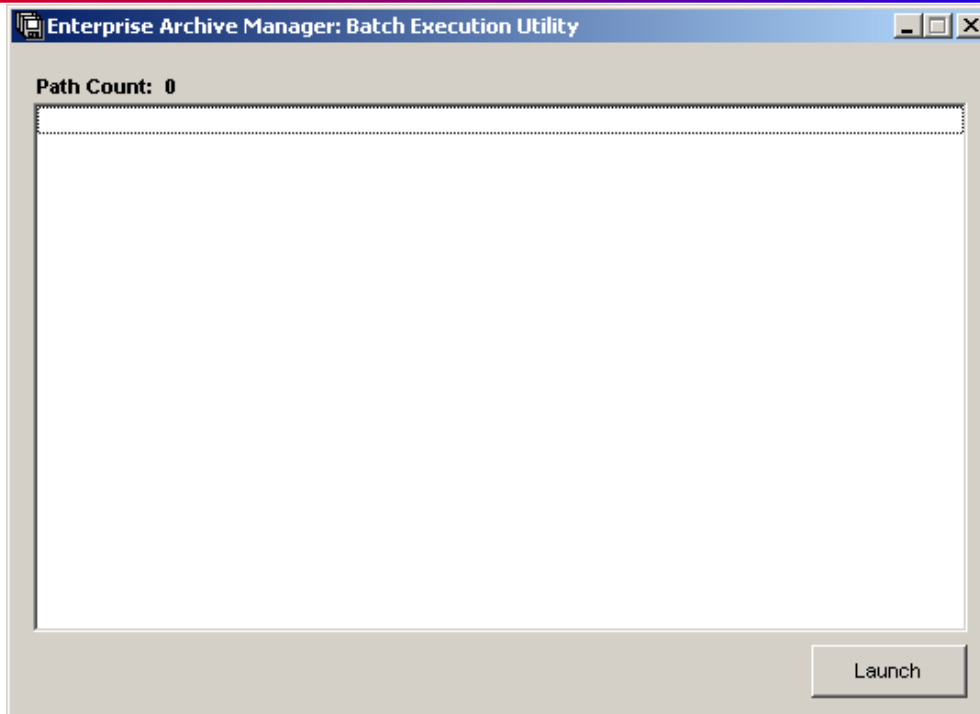 Enterprise Archive Manager: Batch Execution Utility
Path Count: 0
Launch